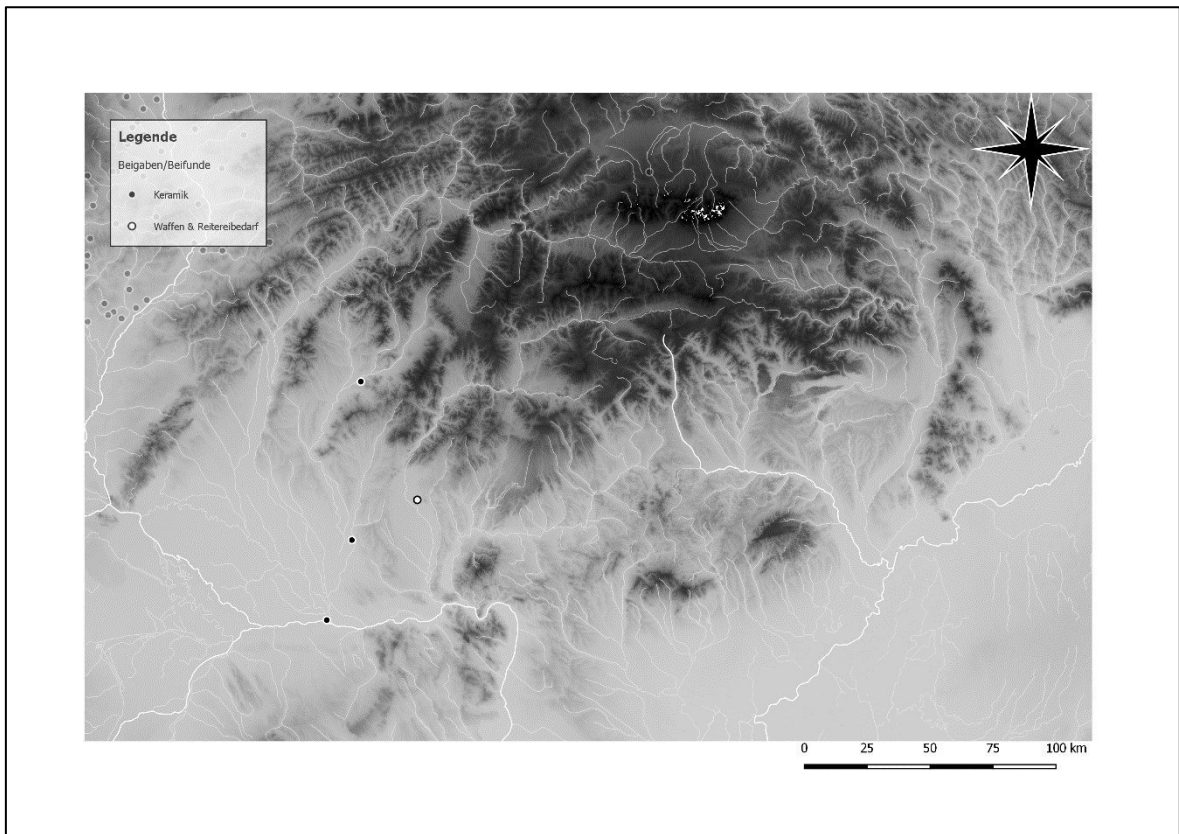 Legende
Beigaben/Beifunde
Keramik
Waffen & Reitereibedarf
0 25 50 75 100 km